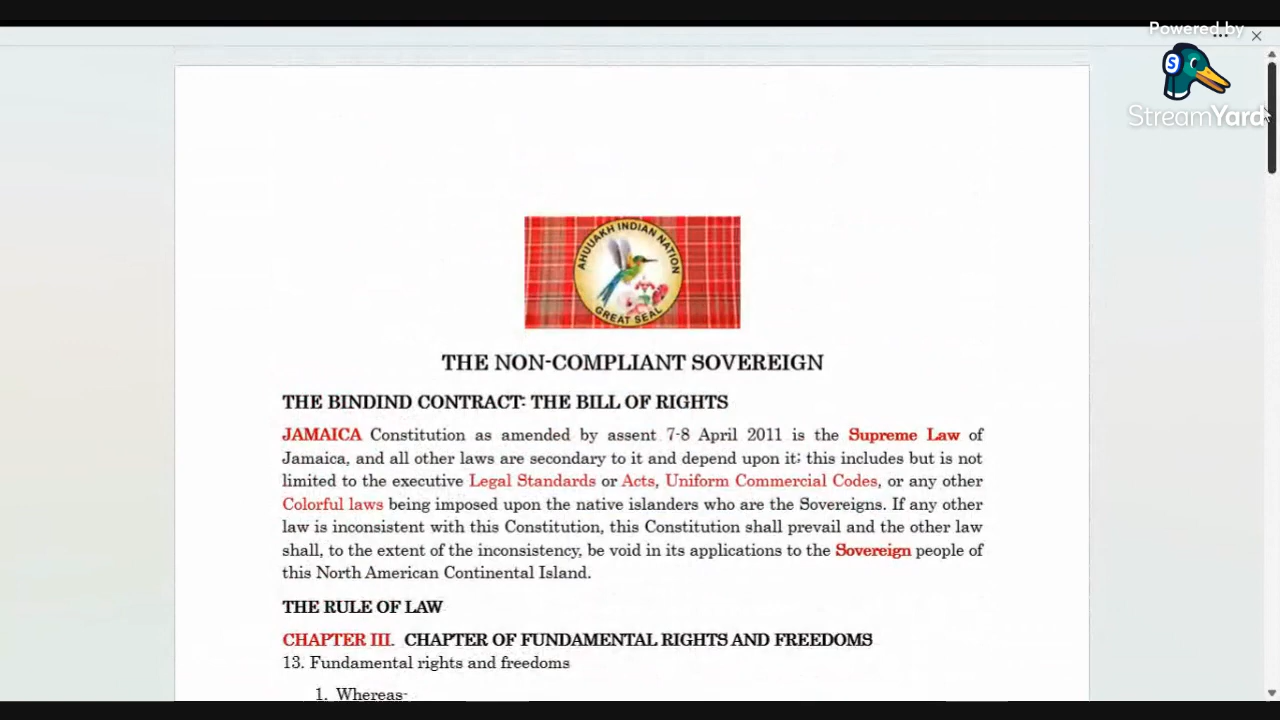 Powered by
StreamYard
AHUUAKH INDIAN NATION
GREAT SEAL
THE NON-COMPLIANT SOVEREIGN
THE BINDIND CONTRACT: THE BILL OF RIGHTS
JAMAICA Constitution as amended by assent 7-8 April 2011 is the Supreme Law of
Jamaica, and all other laws are secondary to it and depend upon it; this includes but is not
limited to the executive Legal Standards or Acts, Uniform Commercial Codes, or any other
Colorful laws being imposed upon the native islanders who are the Sovereigns. If any other
law is inconsistent with this Constitution, this Constitution shall prevail and the other law
shall, to the extent of the inconsistency, be void in its applications to the Sovereign people of
this North American Continental Island.
THE RULE OF LAW
CHAPTER III. CHAPTER OF FUNDAMENTAL RIGHTS AND FREEDOMS
13. Fundamental rights and freedoms
1. Whereas-